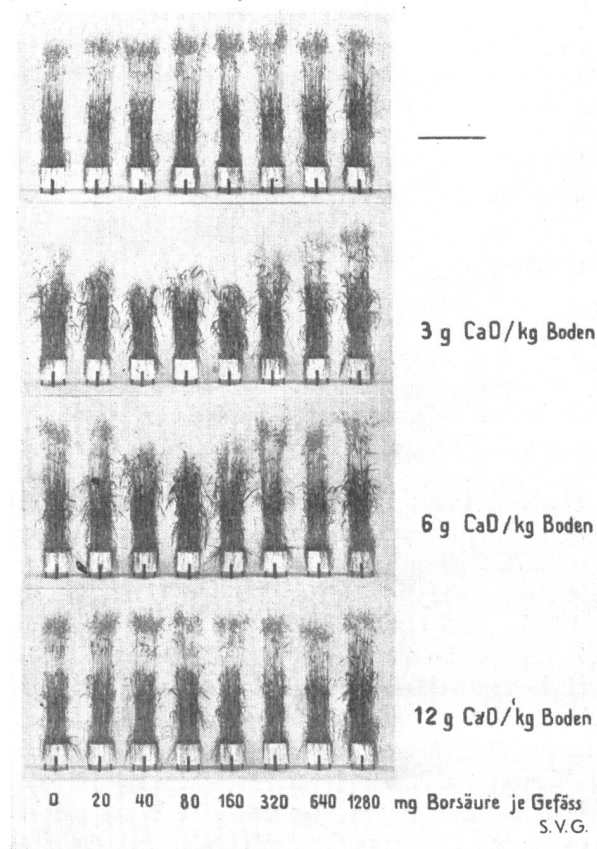 3 g CaO/kg Boden
6 g CaO/kg Boden
12 g CaO/kg Boden
0 20 40 80 160 320 640 1280 mg Borsäure je Gefäss
S.V.G.